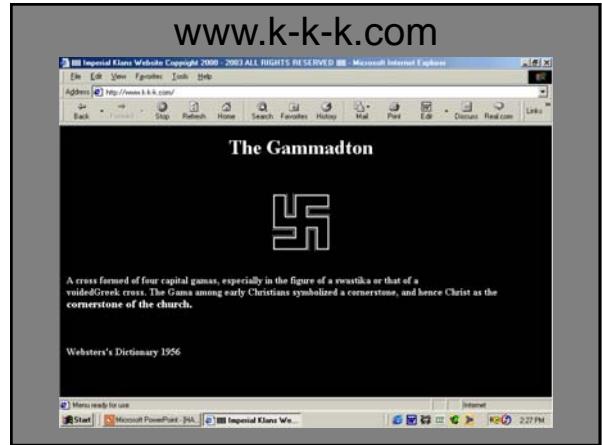 www.k-k-k.com
Imperial Klans Website Copyright 2000 - 2003 ALL RIGHTS RESERVED - Microsoft Internet Explorer
File Edit View Favorites Tools Help
Address http://www.k-k-k.com/
Back Forward Stop Refresh Home Search Favorites History Mail Print Edit Discuss Real.com Links
The Gammadton
A cross formed of four capital gamas, especially in the figure of a swastika or that of a
voidedGreek cross. The Gama among early Christians symbolized a cornerstone, and hence Christ as the
cornerstone of the church.
Websters's Dictionary 1956
Menu ready for use Internet
Start Microsoft PowerPoint - [HA... Imperial Klans We... 2:27 PM